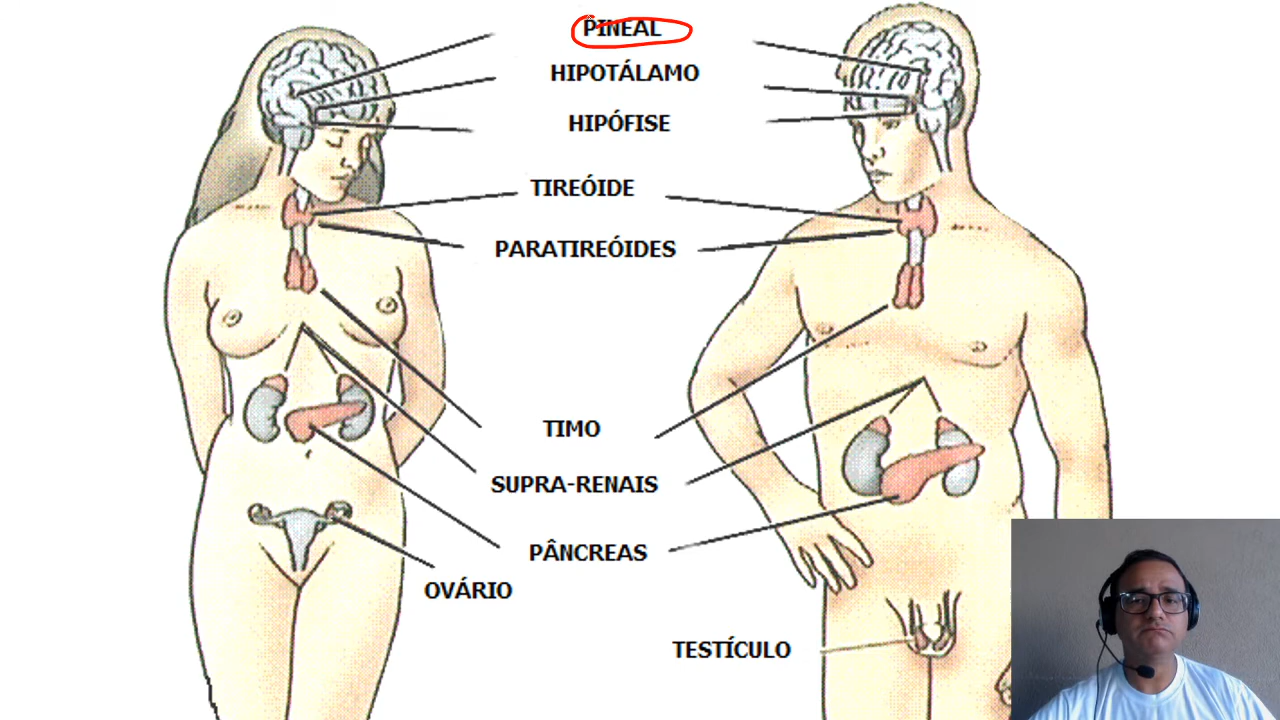 PINEAL
HIPOTÁLAMO
HIPÓFISE
TIREÓIDE
PARATIREÓIDES
TIMO
SUPRA-RENAIS
PÂNCREAS
OVÁRIO
TESTÍCULO